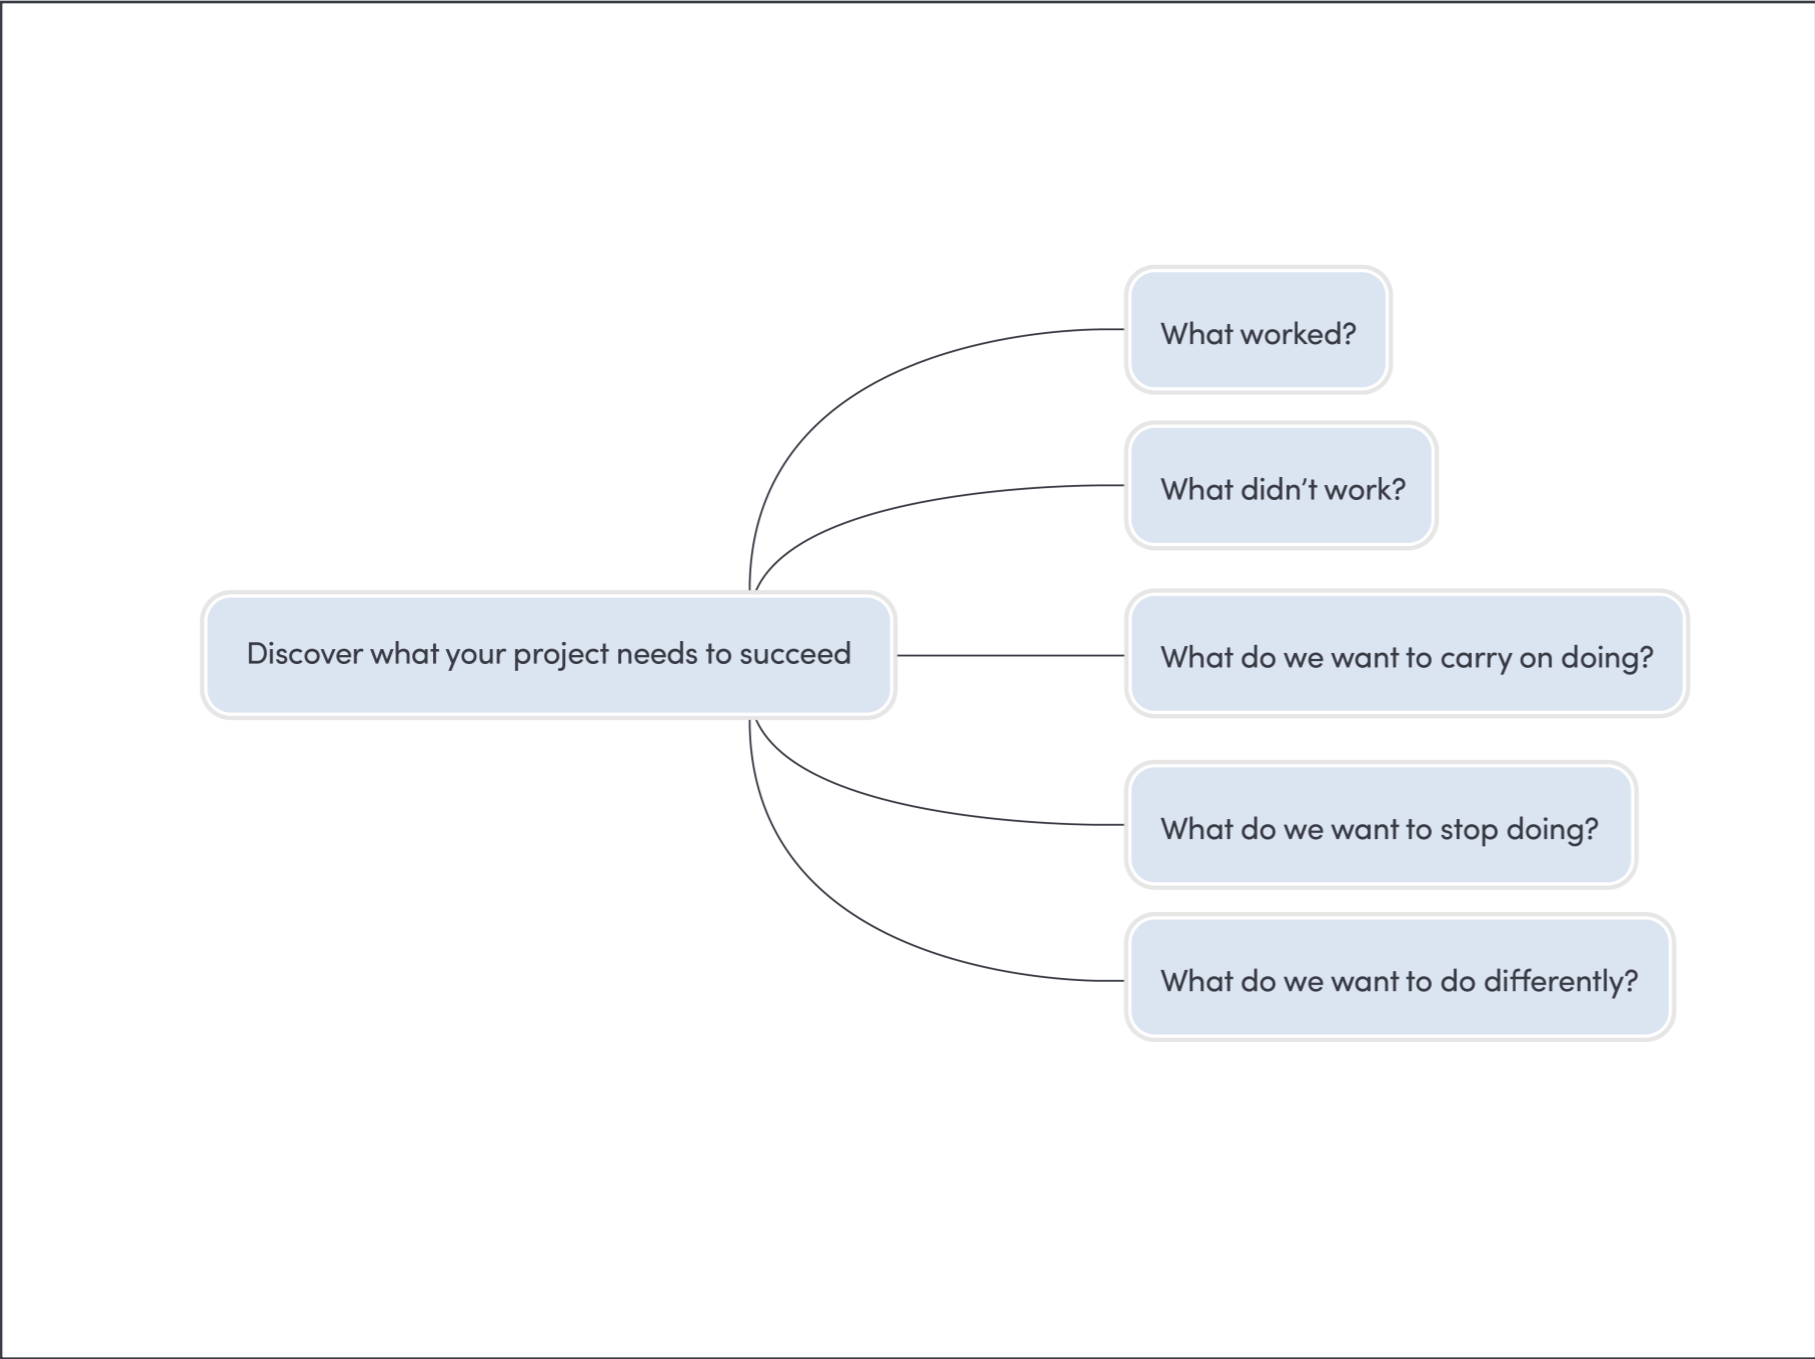 What worked?
What didn’t work?
Discover what your project needs to succeed
What do we want to carry on doing?
What do we want to stop doing?
What do we want to do differently?